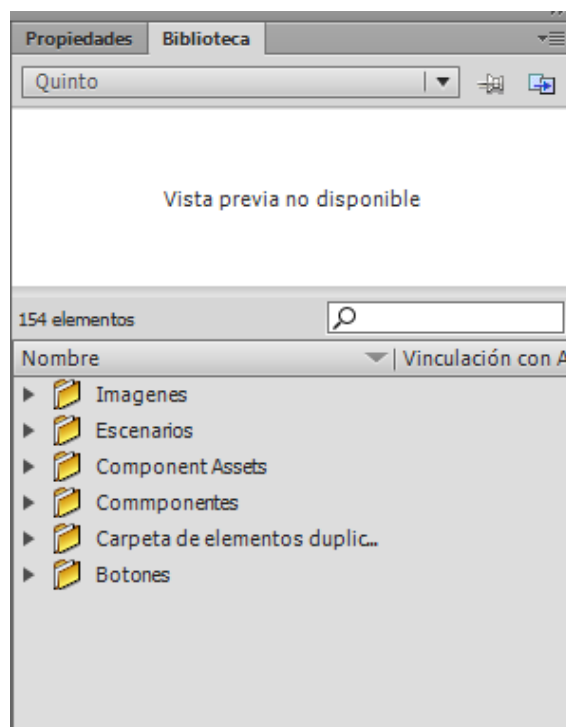 Propiedades Biblioteca
Quinto
Vista previa no disponible
154 elementos
Nombre Vinculación con A
Imagenes
Escenarios
Component Assets
Commponentes
Carpeta de elementos duplic...
Botones